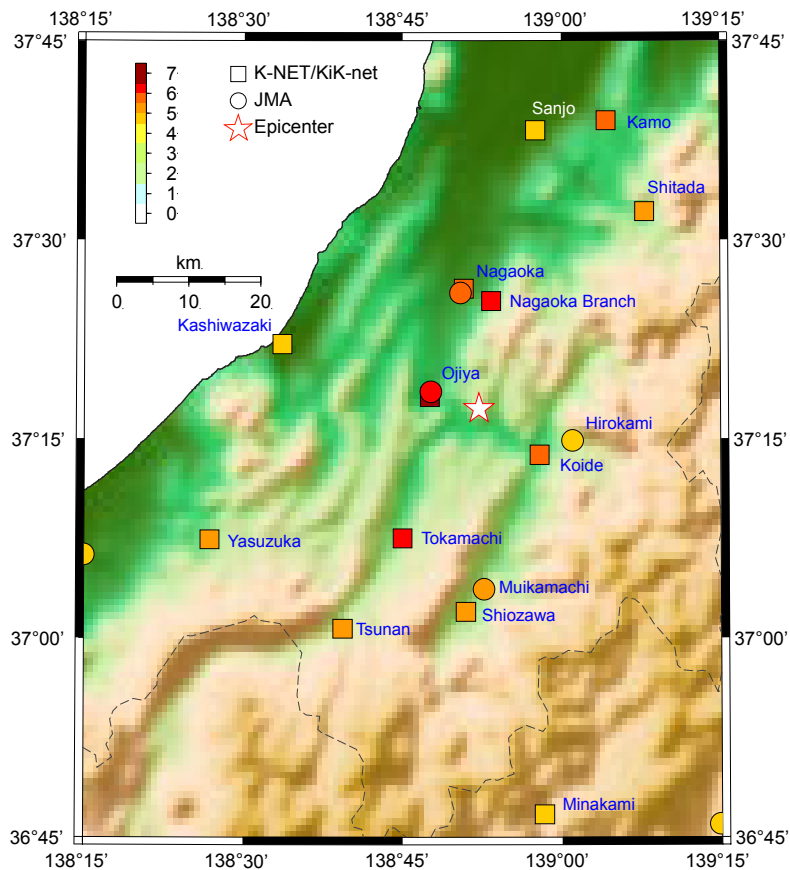 138°15' 138°30' 138°45' 139°00' 139°15'
37°45'
7
6
5
4
3
2
1
0
K-NET/KiK-net
JMA
Epicenter
Sanjo
Kamo
Shitada
37°30'
37°30'
km.
0. 10. 20.
Nagaoka
Nagaoka Branch
Kashiwazaki
Ojiya
37°15'
37°15'
Hirokami
Koide
Yasuzuka
Tokamachi
Muikamachi
Shiozawa
37°00'
37°00'
Tsunan
Minakami
36°45'
36°45'
138°15' 138°30' 138°45' 139°00' 139°15'
37°45'